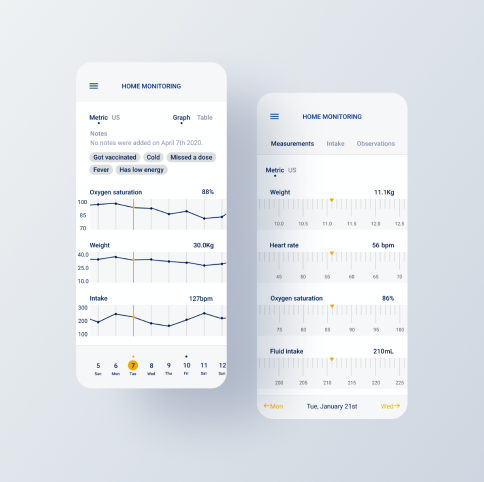 HOME MONITORING
Metric US Graph Table
Notes
No notes were added on April 7th 2020.
Got vaccinated Cold Missed a dose
Fever Has low energy
Oxygen saturation 88%
100
85
70
Weight 30.0Kg
40.0
25.0
10.0
Intake 127bpm
300
200
100
5 6 7 8 9 10 11 12
Sun Mon Tue Wed Thu Fri Sat Sun
HOME MONITORING
Measurements Intake Observations
Metric US
Weight 11.1Kg
10.0 10.5 11.0 11.5 12.0 12.5
Heart rate 56 bpm
45 50 55 60 65 70
Oxygen saturation 86%
75 80 85 90 95 100
Fluid intake 210mL
200 205 210 215 220 225
←Mon Tue, January 21st Wed→